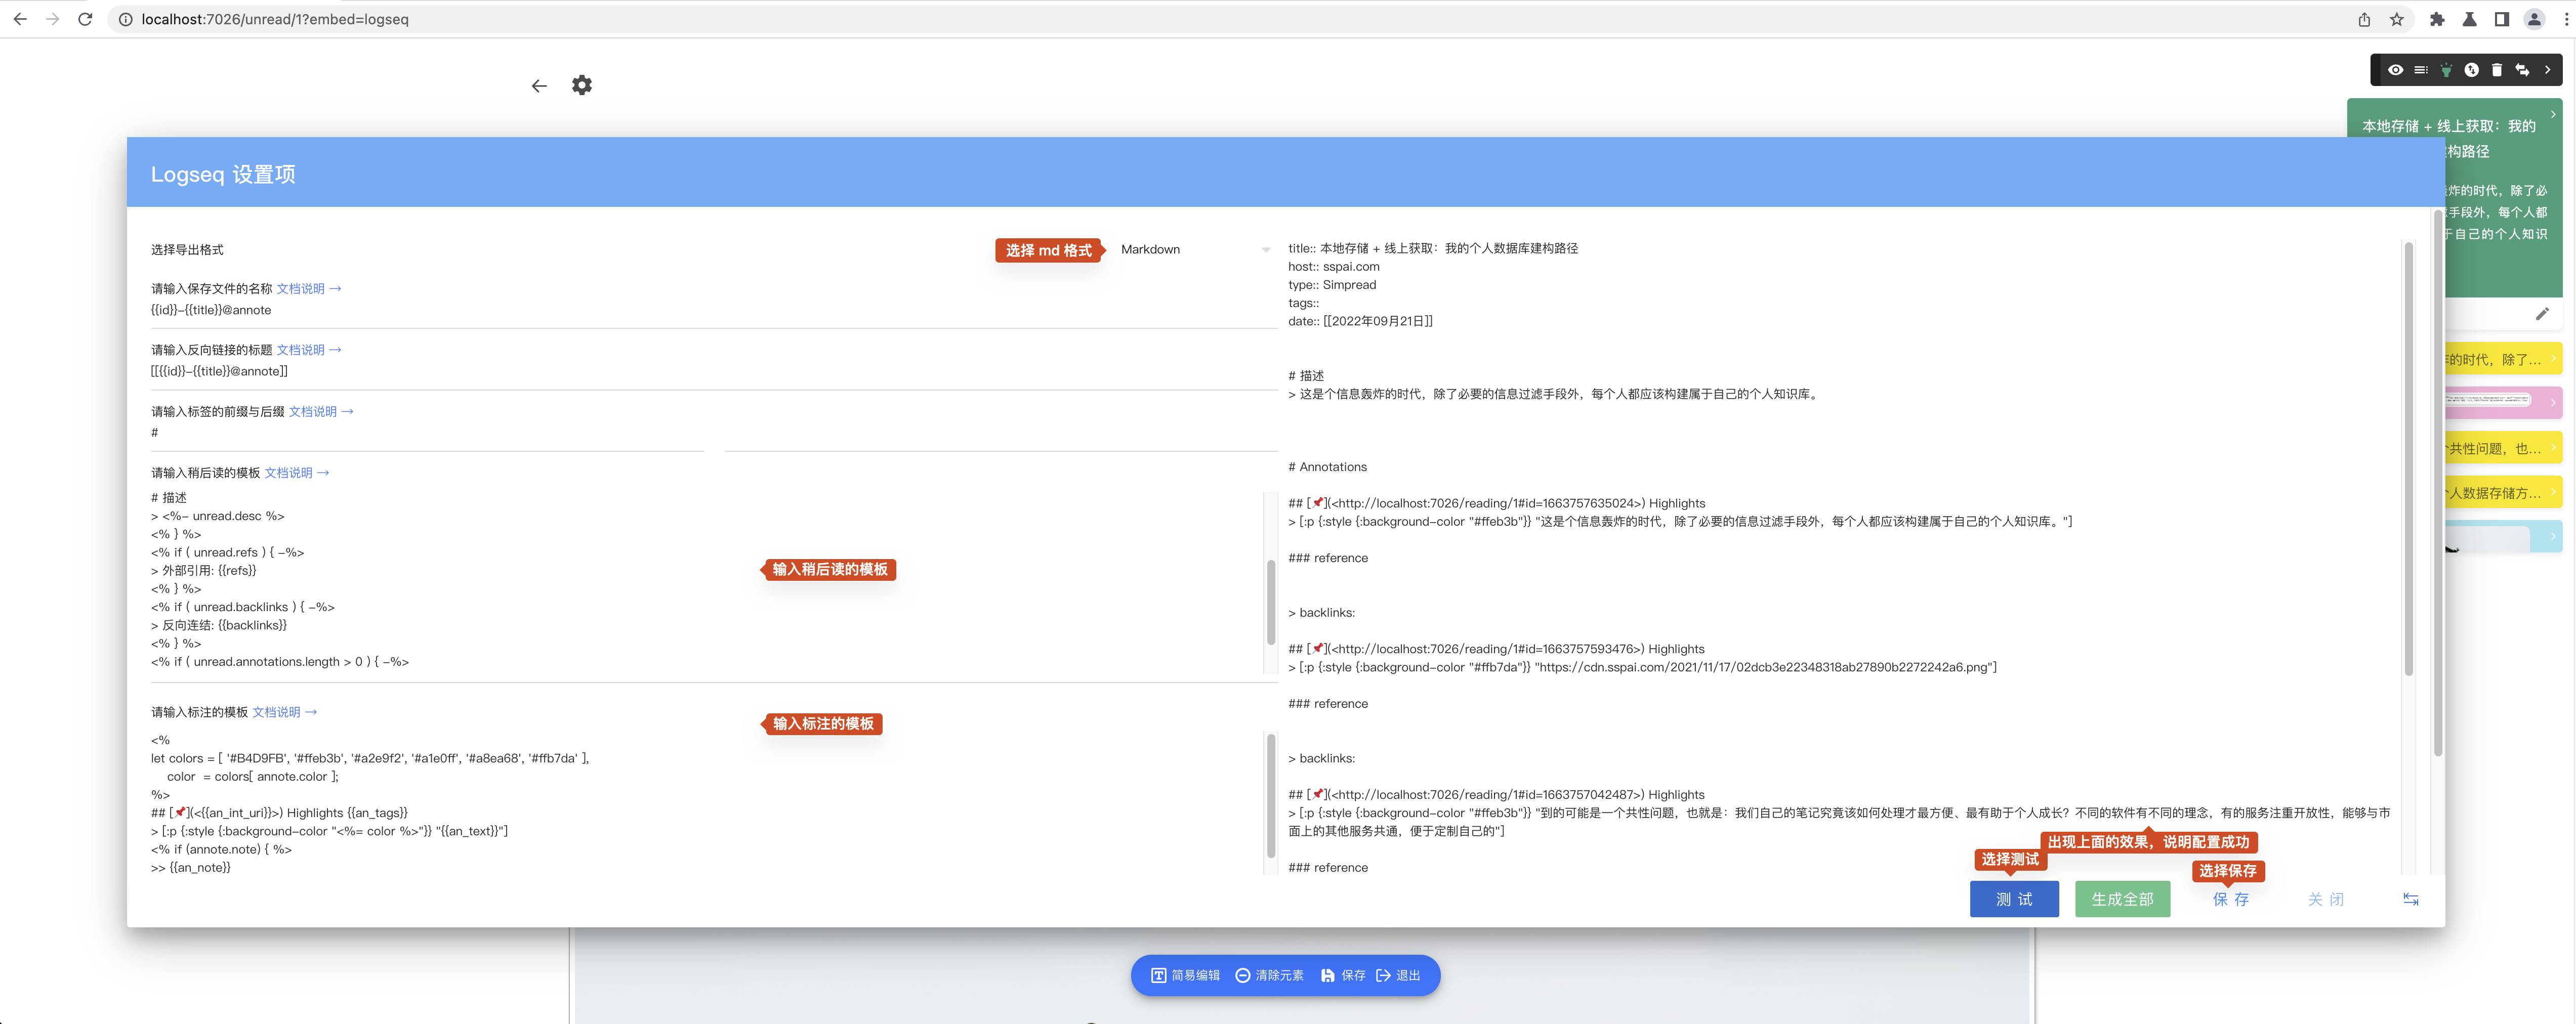 localhost:7026/unread/1?embed=logseq
本地存储 + 线上获取：我的
构路径
炸的时代，除了必
手段外，每个人都
于自己的个人知识
Logseq 设置项
选择导出格式
选择 md 格式
Markdown
请输入保存文件的名称 文档说明 →
{{id}}-{{title}}@annote
请输入反向链接的标题 文档说明 →
[[{{id}}-{{title}}@annote]]
请输入标签的前缀与后缀 文档说明 →
#
请输入稍后读的模板 文档说明 →
# 描述
> <%- unread.desc %>
<% } %>
<% if ( unread.refs ) { -%>
> 外部引用: {{refs}}
<% } %>
<% if ( unread.backlinks ) { -%>
> 反向连结: {{backlinks}}
<% } %>
<% if ( unread.annotations.length > 0 ) { -%>
输入稍后读的模板
请输入标注的模板 文档说明 →
输入标注的模板
<%
let colors = [ '#B4D9FB', '#ffeb3b', '#a2e9f2', '#a1e0ff', '#a8ea68', '#ffb7da' ],
color = colors[ annote.color ];
%>
## [📌](<{{an_int_uri}}>) Highlights {{an_tags}}
> [:p {:style {:background-color "<%= color %>"}} "{{an_text}}"]
<% if (annote.note) { %>
>> {{an_note}}
title:: 本地存储 + 线上获取：我的个人数据库建构路径
host:: sspai.com
type:: Simpread
tags::
date:: [[2022年09月21日]]
# 描述
> 这是个信息轰炸的时代，除了必要的信息过滤手段外，每个人都应该构建属于自己的个人知识库。
# Annotations
## [📌](<http://localhost:7026/reading/1#id=1663757635024>) Highlights
> [:p {:style {:background-color "#ffeb3b"}} "这是个信息轰炸的时代，除了必要的信息过滤手段外，每个人都应该构建属于自己的个人知识库。"]
### reference
> backlinks:
## [📌](<http://localhost:7026/reading/1#id=1663757593476>) Highlights
> [:p {:style {:background-color "#ffb7da"}} "https://cdn.sspai.com/2021/11/17/02dcb3e22348318ab27890b2272242a6.png"]
### reference
> backlinks:
## [📌](<http://localhost:7026/reading/1#id=1663757042487>) Highlights
> [:p {:style {:background-color "#ffeb3b"}} "到的可能是一个共性问题，也就是：我们自己的笔记究竟该如何处理才最方便、最有助于个人成长？不同的软件有不同的理念，有的服务注重开放性，能够与市
面上的其他服务共通，便于定制自己的"]
### reference
出现上面的效果，说明配置成功
选择测试
选择保存
测 试
生成全部
保 存
关 闭
的时代，除了...
个共性问题，也...
个人数据存储方...
简易编辑
清除元素
保存
退出